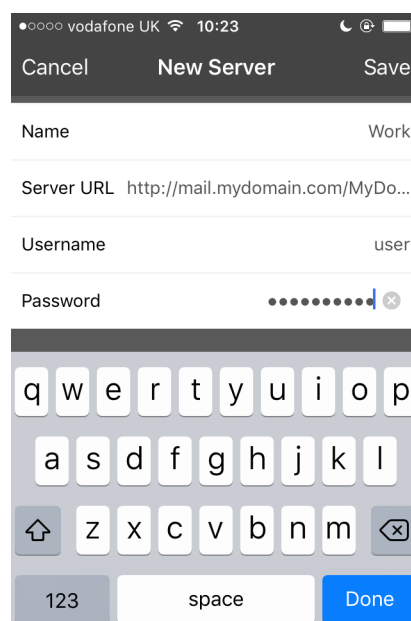 vodafone UK 10:23
Cancel New Server Save
Name Work
Server URL http://mail.mydomain.com/MyDo...
Username user
Password ●●●●●●●●●●
q w e r t y u i o p
a s d f g h j k l
z x c v b n m
123 space Done